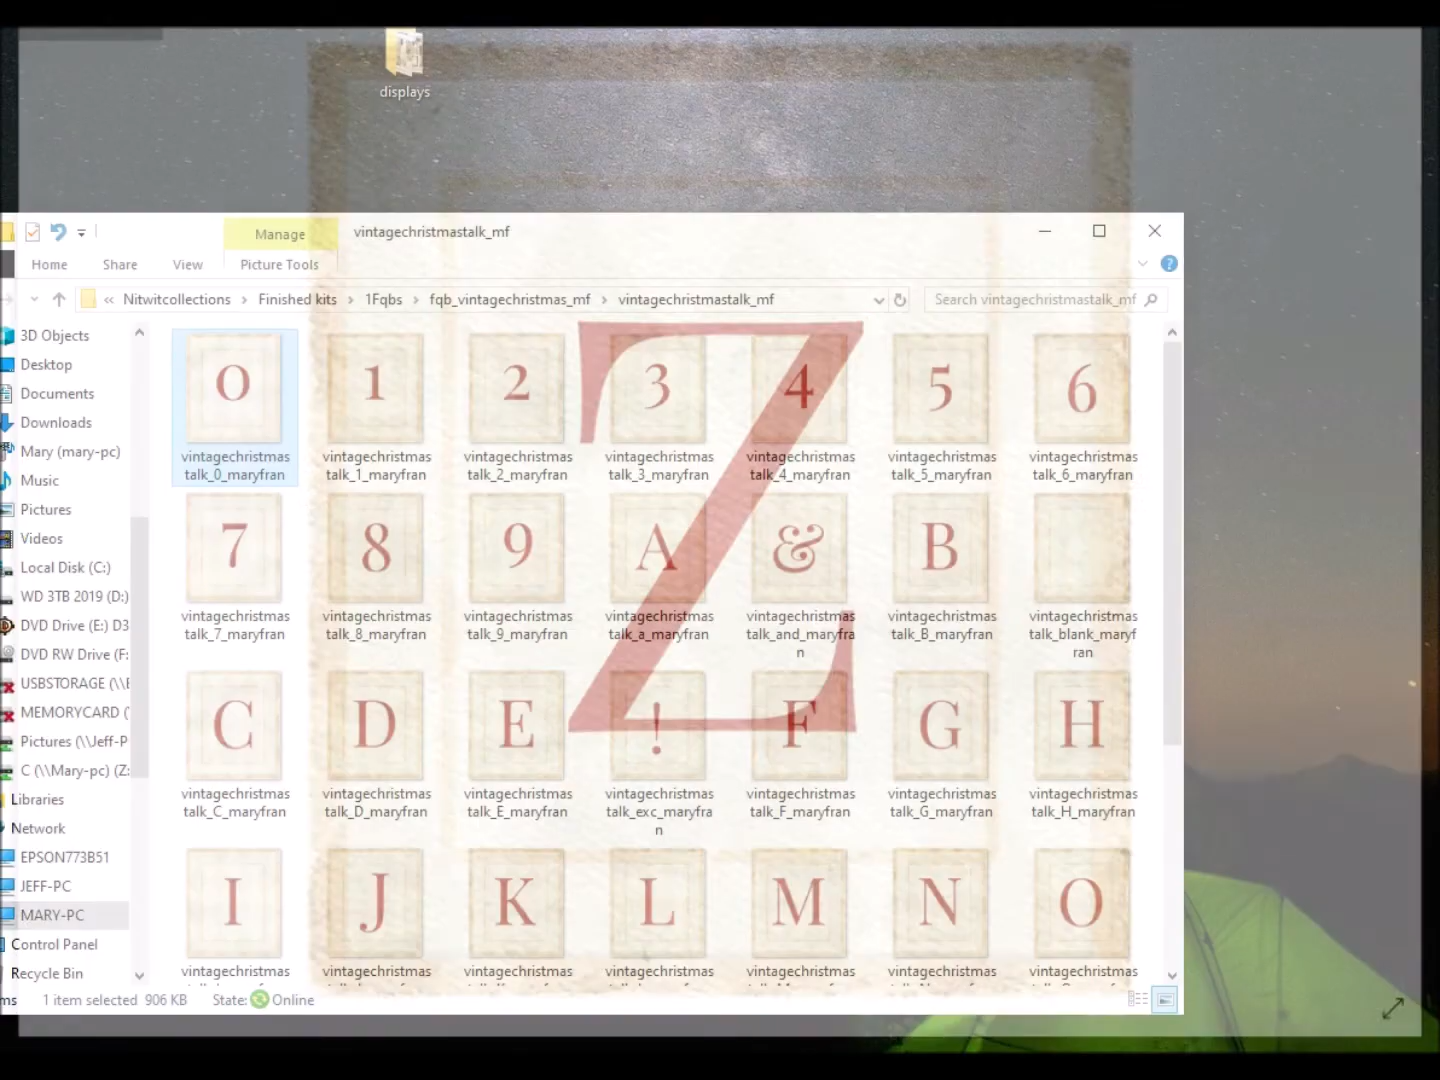 displays
Manage
vintagechristmastalk_mf
Home
Share
View
Picture Tools
« Nitwitcollections > Finished kits > 1Fqbs > fqb_vintagechristmas_mf > vintagechristmastalk_mf
Search vintagechristmastalk_mf
3D Objects
Desktop
Documents
Downloads
Mary (mary-pc)
Music
Pictures
Videos
Local Disk (C:)
WD 3TB 2019 (D:)
DVD Drive (E:) D3
DVD RW Drive (F:
USBSTORAGE (\\
MEMORYCARD (
Pictures (\\Jeff-P
C (\\Mary-pc) (Z:
Libraries
Network
EPSON773B51
JEFF-PC
MARY-PC
Control Panel
Recycle Bin
Z
0 1 2 3 4 5 6
vintagechristmas vintagechristmas vintagechristmas vintagechristmas vintagechristmas vintagechristmas vintagechristmas
talk_0_maryfran talk_1_maryfran talk_2_maryfran talk_3_maryfran talk_4_maryfran talk_5_maryfran talk_6_maryfran
7 8 9 A & B
vintagechristmas vintagechristmas vintagechristmas vintagechristmas vintagechristmas vintagechristmas vintagechristmas
talk_7_maryfran talk_8_maryfran talk_9_maryfran talk_a_maryfran talk_and_maryfra talk_B_maryfran talk_blank_maryf
n ran
C D E ! F G H
vintagechristmas vintagechristmas vintagechristmas vintagechristmas vintagechristmas vintagechristmas vintagechristmas
talk_C_maryfran talk_D_maryfran talk_E_maryfran talk_exc_maryfra talk_F_maryfran talk_G_maryfran talk_H_maryfran
n
I J K L M N O
vintagechristmas vintagechristmas vintagechristmas vintagechristmas vintagechristmas vintagechristmas vintagechristmas
ms 1 item selected 906 KB State: Online